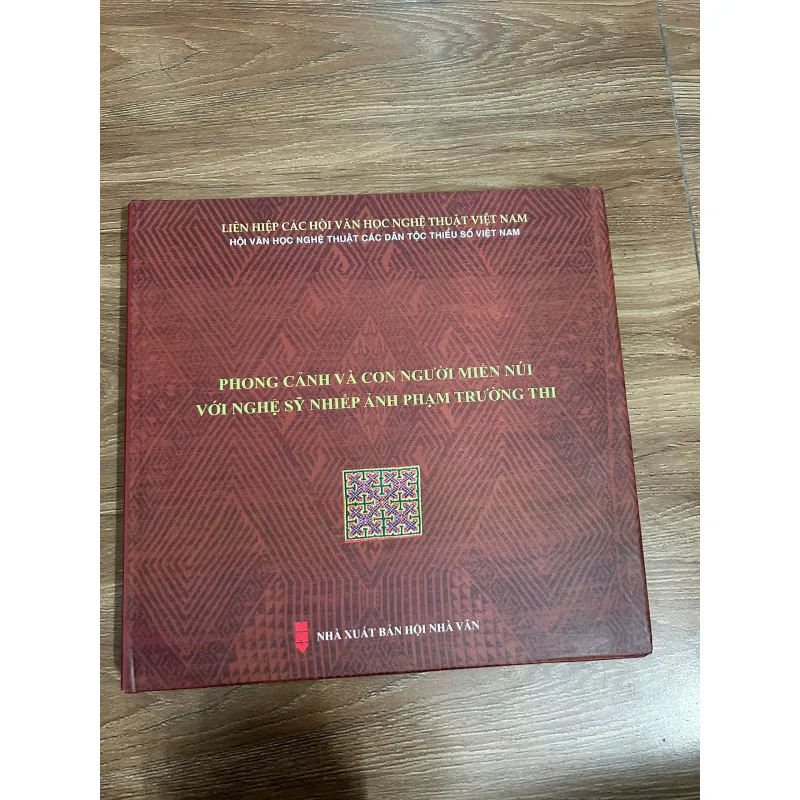 LIÊN HIỆP CÁC HỘI VĂN HỌC NGHỆ THUẬT VIỆT NAM
HỘI VĂN HỌC NGHỆ THUẬT CÁC DÂN TỘC THIỂU SỐ VIỆT NAM
PHONG CẢNH VÀ CON NGƯỜI MIỀN NÚI
VỚI NGHỆ SỸ NHIẾP ẢNH PHẠM TRƯỜNG THI
NHÀ XUẤT BẢN HỘI NHÀ VĂN